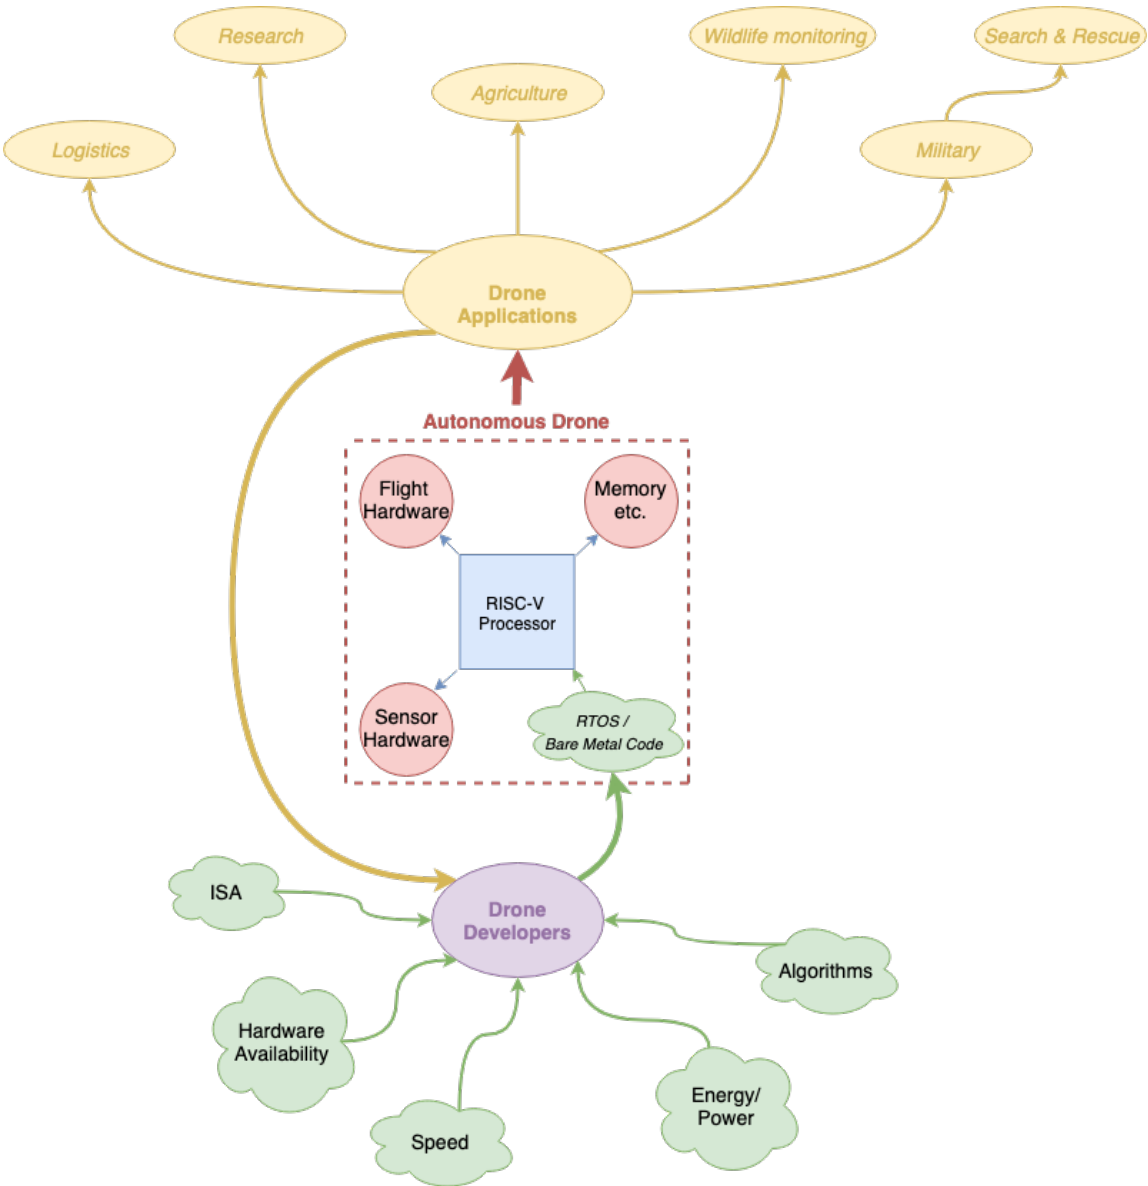 Research
Wildlife monitoring
Search & Rescue
Agriculture
Logistics
Military
Drone
Applications
Autonomous Drone
Flight
Hardware
Memory
etc.
RISC-V
Processor
Sensor
Hardware
RTOS /
Bare Metal Code
ISA
Drone
Developers
Algorithms
Hardware
Availability
Energy/
Power
Speed